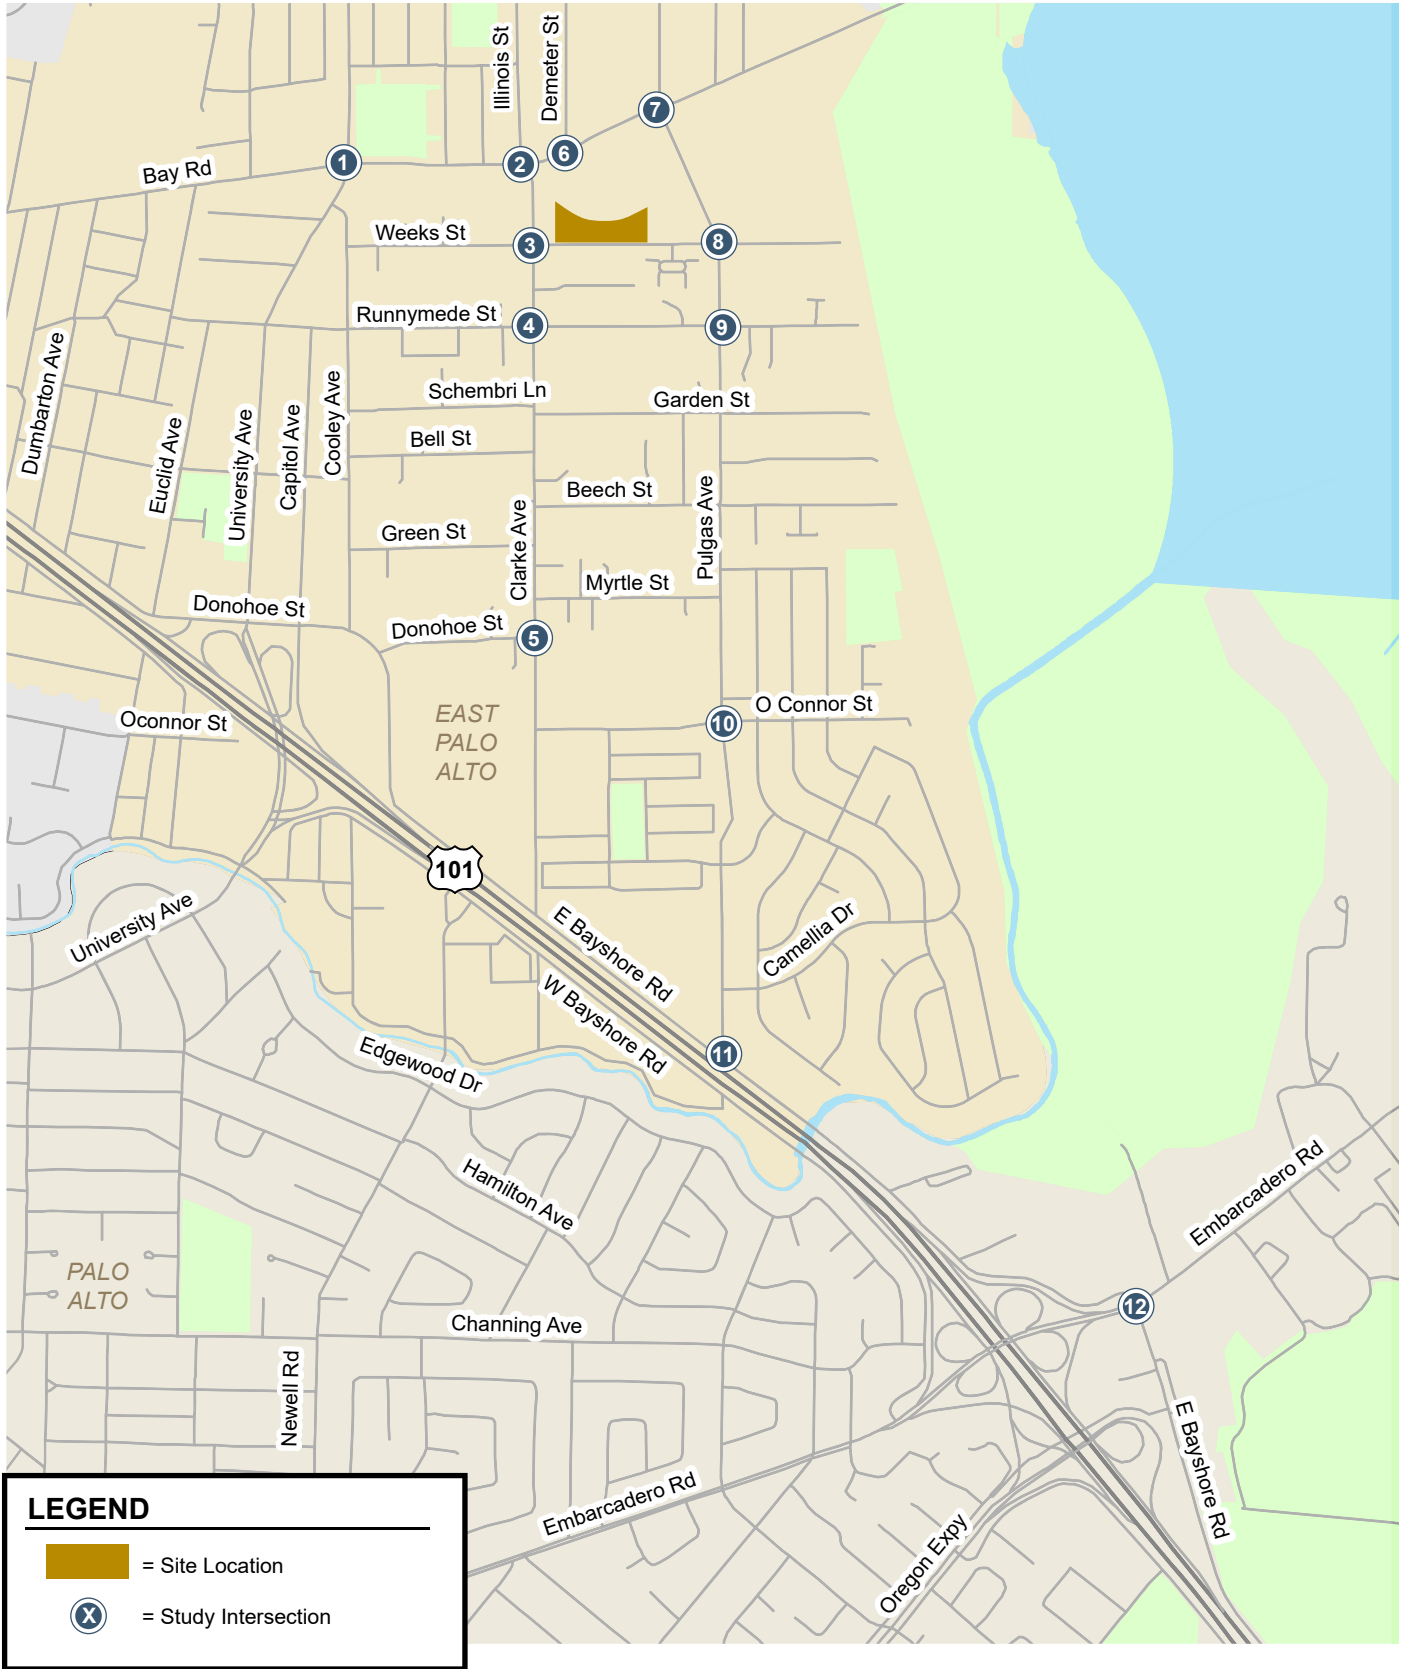 Illinois St
Demeter St
7
1
2
6
Bay Rd
Weeks St
3
8
Runnymede St
4
9
Dumbarton Ave
Schembri Ln
Garden St
Euclid Ave
University Ave
Capitol Ave
Cooley Ave
Bell St
Beech St
Pulgas Ave
Green St
Clarke Ave
Myrtle St
Donohoe St
Donohoe St
5
Oconnor St
EAST
PALO
ALTO
10
O Connor St
101
University Ave
E Bayshore Rd
Camellia Dr
W Bayshore Rd
11
Edgewood Dr
Hamilton Ave
Embarcadero Rd
PALO
ALTO
12
Channing Ave
Newell Rd
E Bayshore Rd
Embarcadero Rd
Oregon Expy
LEGEND
= Site Location
X
= Study Intersection